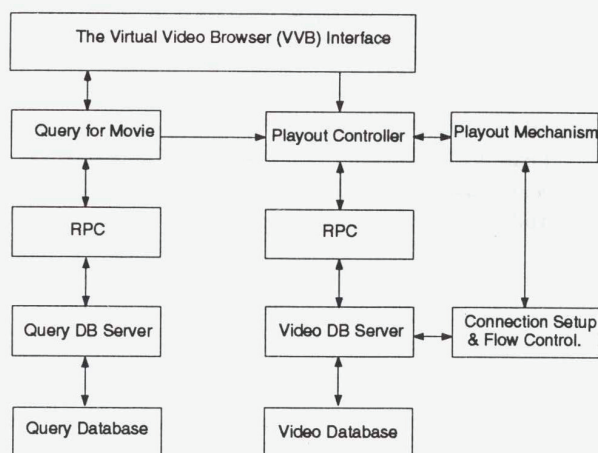 The Virtual Video Browser (VVB) Interface
Query for Movie
Playout Controller
Playout Mechanism
RPC
RPC
Query DB Server
Video DB Server
Connection Setup
& Flow Control.
Query Database
Video Database